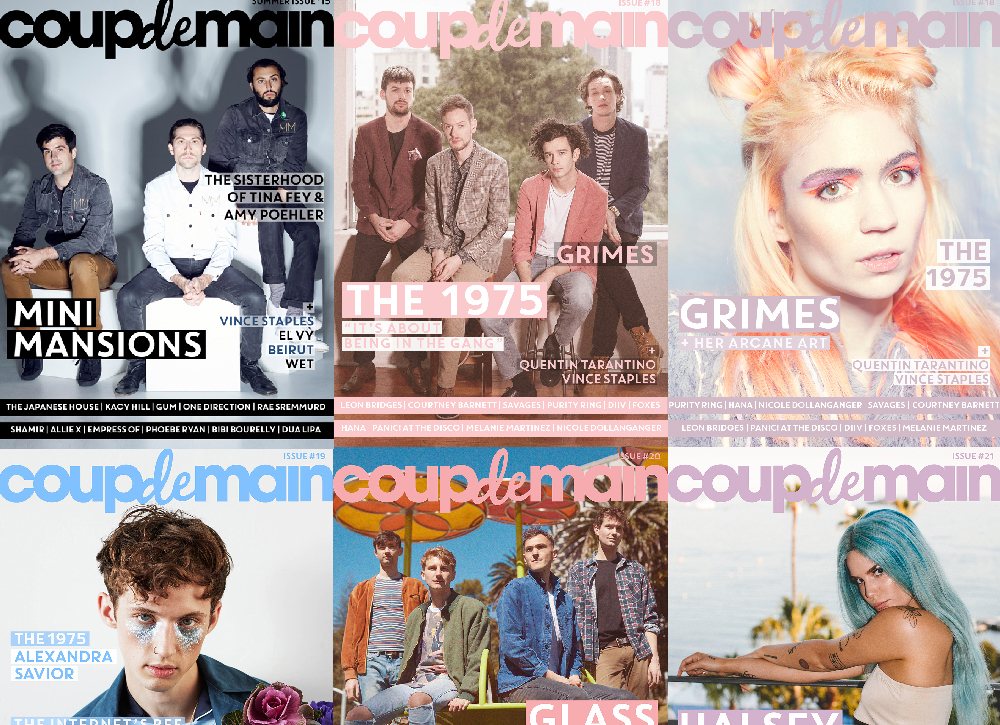 SUMMER ISSUE '15
coupdemain
THE SISTERHOOD
OF TINA FEY &
AMY POEHLER
MINI
MANSIONS
+
VINCE STAPLES
EL VY
BEIRUT
WET
THE JAPANESE HOUSE | KACY HILL | GUM | ONE DIRECTION | RAE SREMMURD
SHAMIR | ALLIE X | EMPRESS OF | PHOEBE RYAN | BIBI BOURELLY | DUA LIPA
ISSUE #18
coupdemain
GRIMES
THE 1975
"IT'S ABOUT
BEING IN THE GANG"
+
QUENTIN TARANTINO
VINCE STAPLES
LEON BRIDGES | COURTNEY BARNETT | SAVAGES | PURITY RING | DIIV | FOXES
HANA PANIC! AT THE DISCO | MELANIE MARTINEZ | NICOLE DOLLANGANGER
ISSUE #18
coupdemain
THE
1975
GRIMES
+ HER ARCANE ART
+
QUENTIN TARANTINO
VINCE STAPLES
PURITY RING | HANA | NICOLE DOLLANGANGER SAVAGES | COURTNEY BARNETT
LEON BRIDGES | PANIC! AT THE DISCO | DIIV | FOXES | MELANIE MARTINEZ
ISSUE #19
coupdemain
THE 1975
ALEXANDRA
SAVIOR
THE INTERNET'S BFF
ISSUE #20
coupdemain
GLASS
ISSUE #21
coupdemain
HALSEY